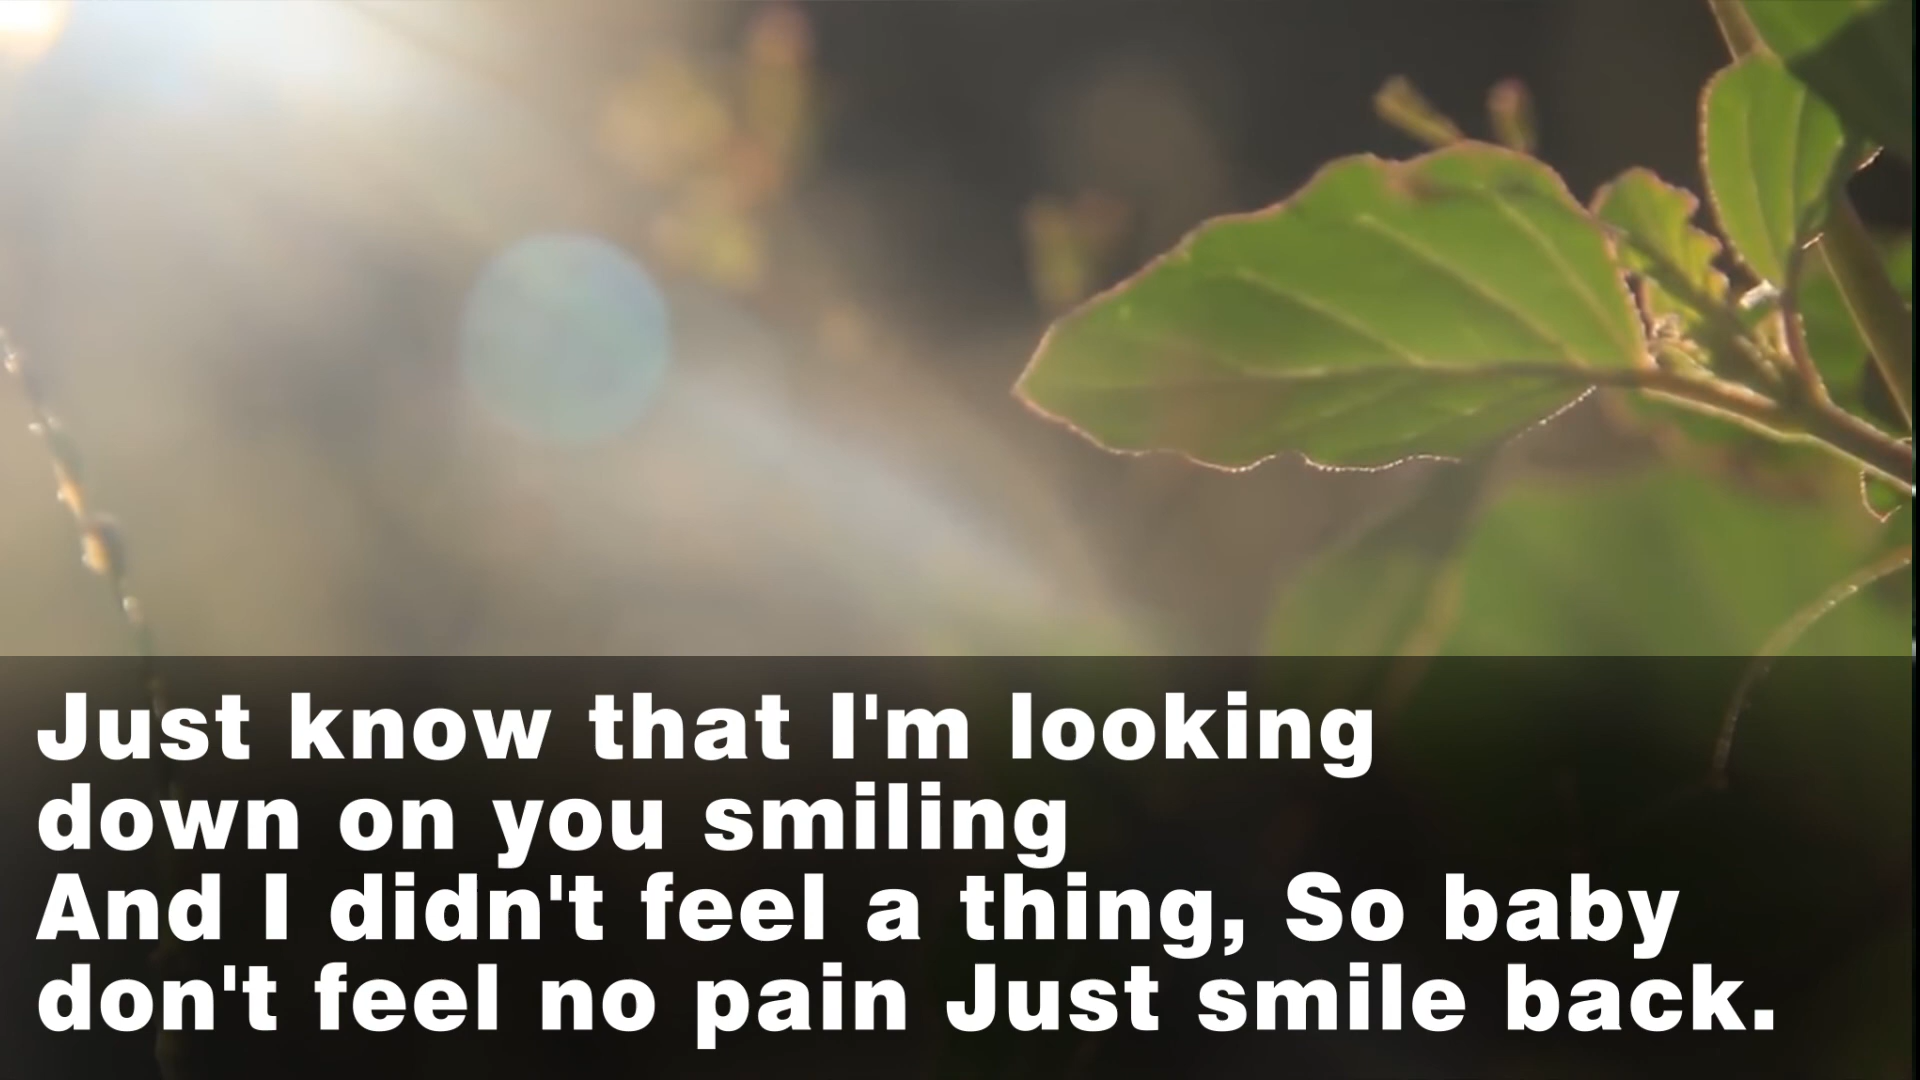 Just know that I'm looking
down on you smiling
And I didn't feel a thing, So baby
don't feel no pain Just smile back.